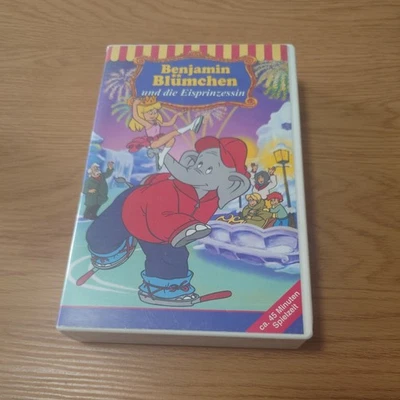 Benjamin
Blümchen
und die Eisprinzessin
ca. 45 Minuten
Spielzeit